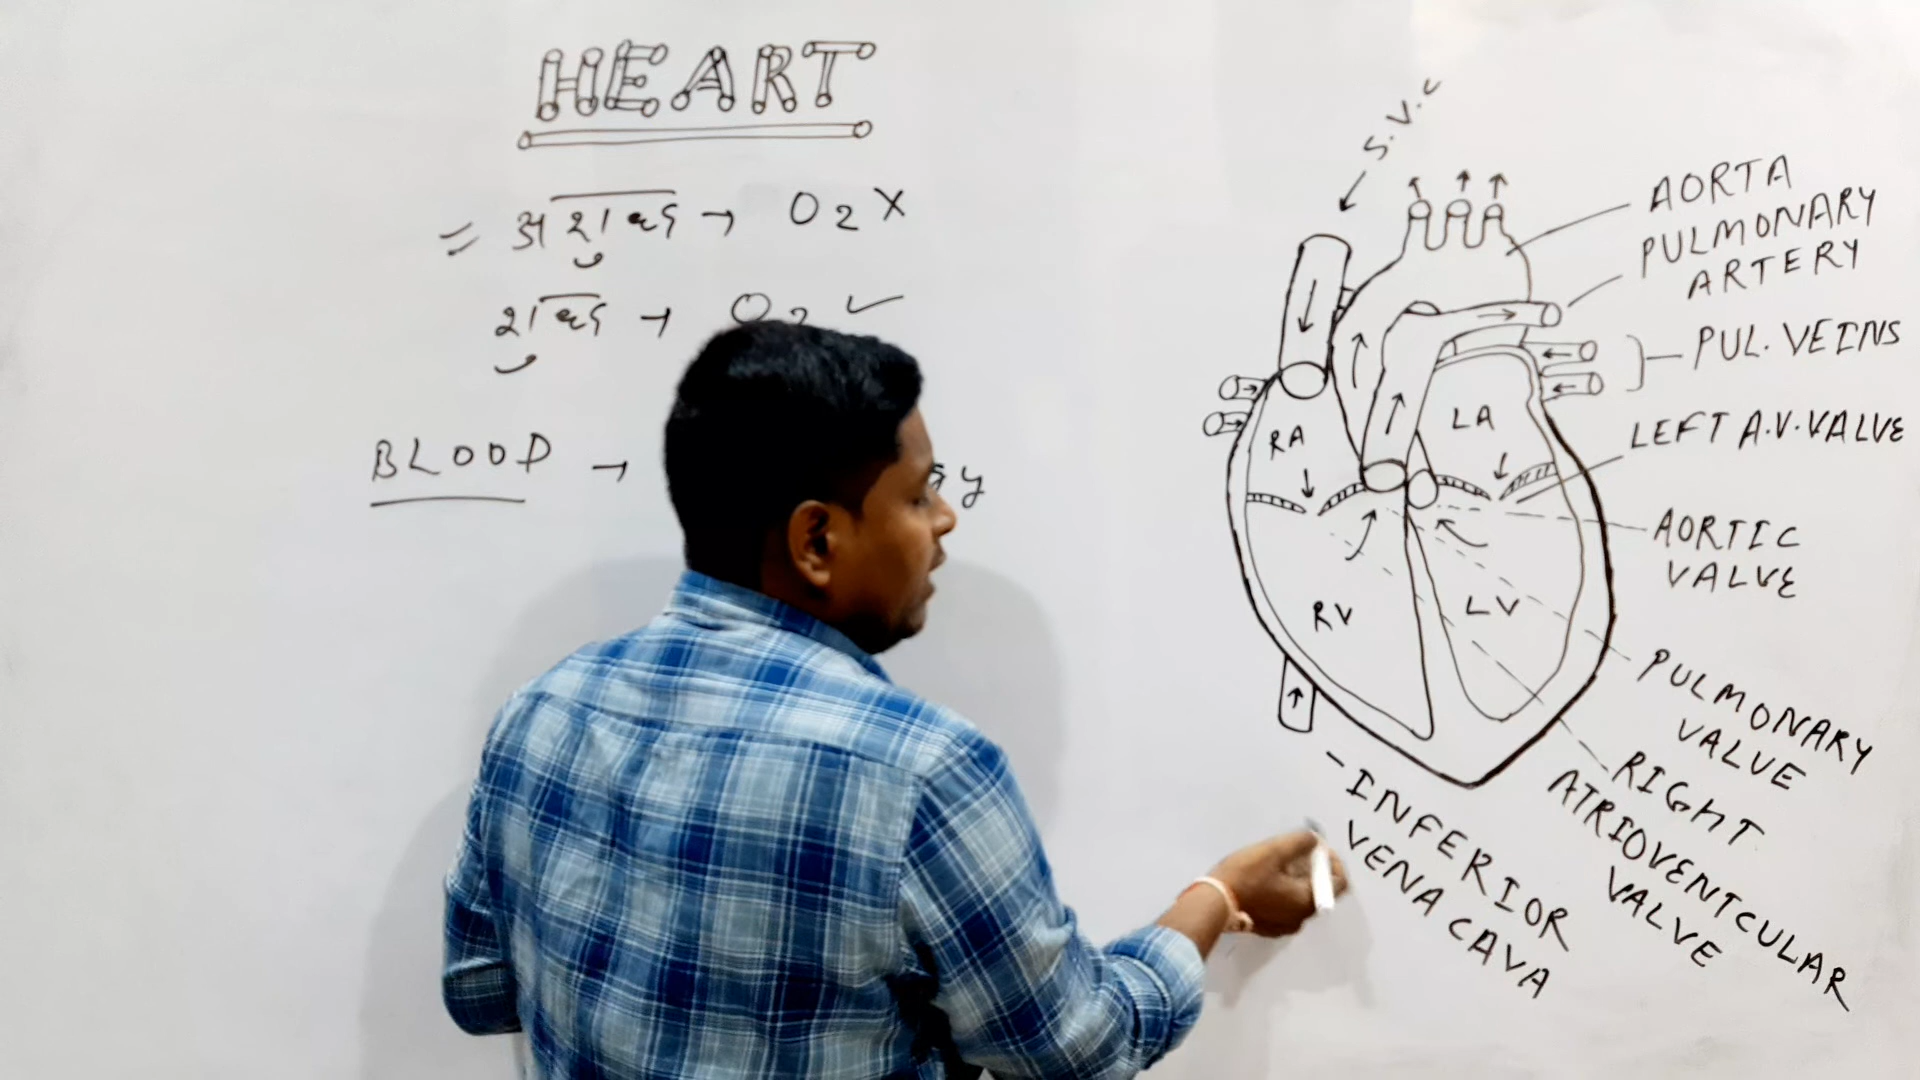 HEART
= अशुद्ध → O2 X
शुद्ध → O2 ✓
BLOOD →
S.V.C
AORTA
PULMONARY
ARTERY
PUL. VEINS
LEFT A.V. VALVE
AORTIC
VALVE
PULMONARY
VALVE
RIGHT
ATRIOVENTCULAR
VALVE
- INFERIOR
VENA CAVA
RA
LA
RV
LV